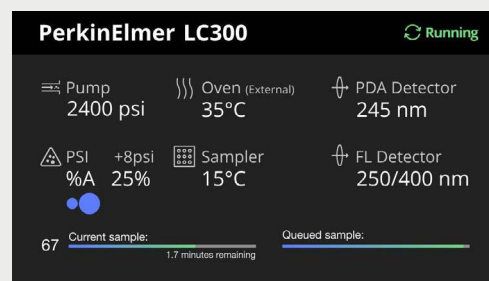 PerkinElmer LC300
Running
Pump
2400 psi
Oven (External)
35°C
PDA Detector
245 nm
PSI +8psi
%A 25%
Sampler
15°C
FL Detector
250/400 nm
67
Current sample:
1.7 minutes remaining
Queued sample: